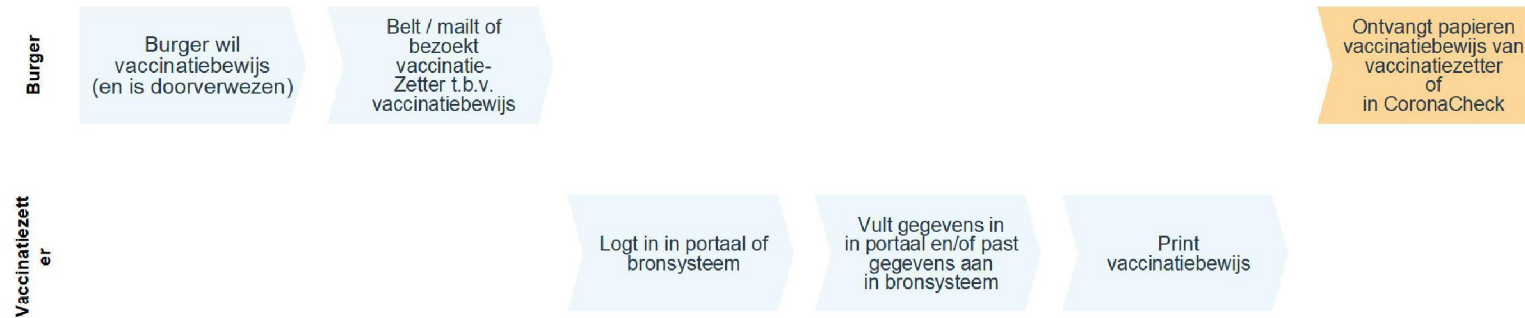 Burger
Burger wil
vaccinatiebewijs
(en is doorverwezen)
Belt / mailt of
bezoekt
vaccinatie-
Zetter t.b.v.
vaccinatiebewijs
Ontvangt papieren
vaccinatiebewijs van
vaccinatiezetter
of
in CoronaCheck
Vaccinatiezett
er
Logt in in portaal of
bronsysteem
Vult gegevens in
in portaal en/of past
gegevens aan
in bronsysteem
Print
vaccinatiebewijs